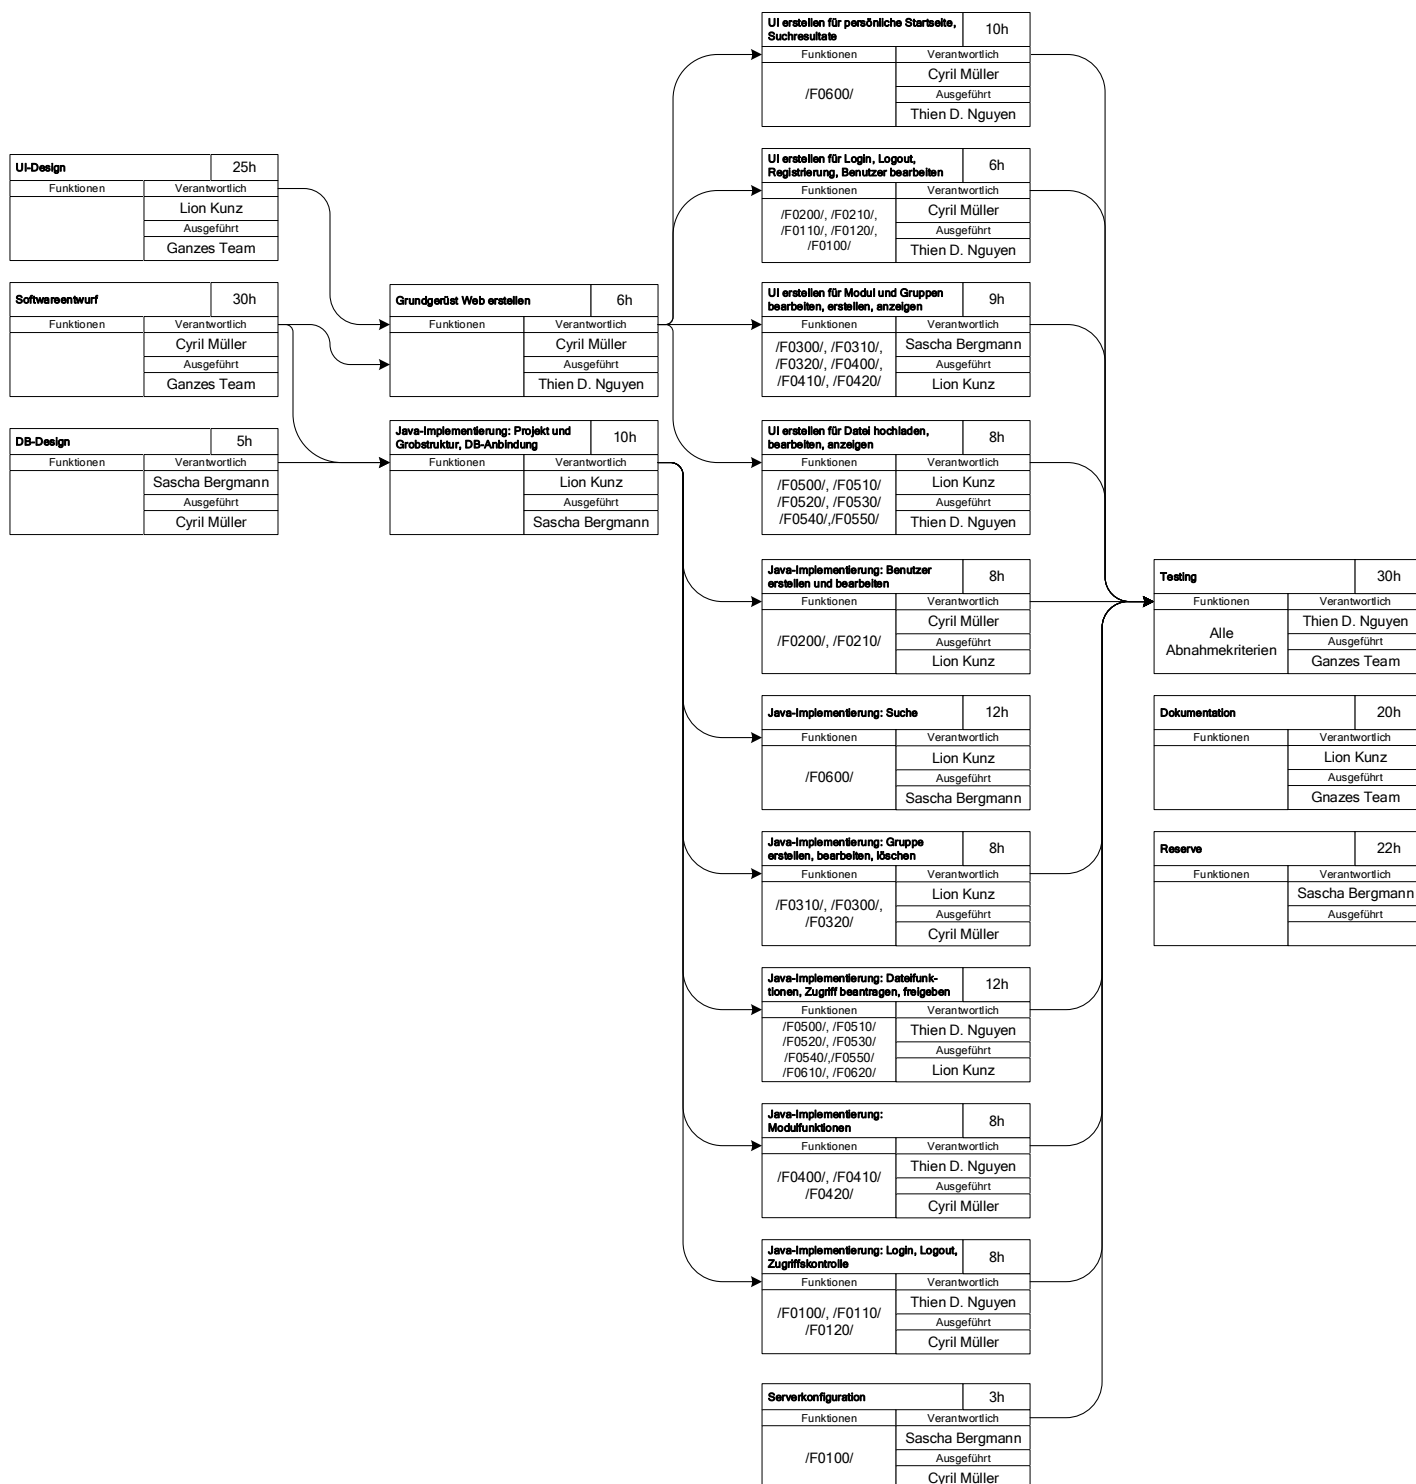 UI-Design
25h
Funktionen
Verantwortlich
Lion Kunz
Ausgeführt
Ganzes Team
Softwareentwurf
30h
Funktionen
Verantwortlich
Cyril Müller
Ausgeführt
Ganzes Team
DB-Design
5h
Funktionen
Verantwortlich
Sascha Bergmann
Ausgeführt
Cyril Müller
Grundgerüst Web erstellen
6h
Funktionen
Verantwortlich
Cyril Müller
Ausgeführt
Thien D. Nguyen
Java-Implementierung: Projekt und
Grobstruktur, DB-Anbindung
10h
Funktionen
Verantwortlich
Lion Kunz
Ausgeführt
Sascha Bergmann
UI erstellen für persönliche Startseite,
Suchresultate
10h
Funktionen
Verantwortlich
/F0600/
Cyril Müller
Ausgeführt
Thien D. Nguyen
UI erstellen für Login, Logout,
Registrierung, Benutzer bearbeiten
6h
Funktionen
Verantwortlich
/F0200/, /F0210/,
/F0110/, /F0120/,
/F0100/
Cyril Müller
Ausgeführt
Thien D. Nguyen
UI erstellen für Modul und Gruppen
bearbeiten, erstellen, anzeigen
9h
Funktionen
Verantwortlich
/F0300/, /F0310/,
/F0320/, /F0400/,
/F0410/, /F0420/
Sascha Bergmann
Ausgeführt
Lion Kunz
UI erstellen für Datei hochladen,
bearbeiten, anzeigen
8h
Funktionen
Verantwortlich
/F0500/, /F0510/
/F0520/, /F0530/
/F0540/,/F0550/
Lion Kunz
Ausgeführt
Thien D. Nguyen
Java-Implementierung: Benutzer
erstellen und bearbeiten
8h
Funktionen
Verantwortlich
/F0200/, /F0210/
Cyril Müller
Ausgeführt
Lion Kunz
Java-Implementierung: Suche
12h
Funktionen
Verantwortlich
/F0600/
Lion Kunz
Ausgeführt
Sascha Bergmann
Java-Implementierung: Gruppe
erstellen, bearbeiten, löschen
8h
Funktionen
Verantwortlich
/F0310/, /F0300/,
/F0320/
Lion Kunz
Ausgeführt
Cyril Müller
Java-Implementierung: Dateifunk-
tionen, Zugriff beantragen, freigeben
12h
Funktionen
Verantwortlich
/F0500/, /F0510/
/F0520/, /F0530/
/F0540/,/F0550/
/F0610/, /F0620/
Thien D. Nguyen
Ausgeführt
Lion Kunz
Java-Implementierung:
Modulfunktionen
8h
Funktionen
Verantwortlich
/F0400/, /F0410/
/F0420/
Thien D. Nguyen
Ausgeführt
Cyril Müller
Java-Implementierung: Login, Logout,
Zugriffskontrolle
8h
Funktionen
Verantwortlich
/F0100/, /F0110/
/F0120/
Thien D. Nguyen
Ausgeführt
Cyril Müller
Serverkonfiguration
3h
Funktionen
Verantwortlich
/F0100/
Sascha Bergmann
Ausgeführt
Cyril Müller
Testing
30h
Funktionen
Verantwortlich
Alle
Abnahmekriterien
Thien D. Nguyen
Ausgeführt
Ganzes Team
Dokumentation
20h
Funktionen
Verantwortlich
Lion Kunz
Ausgeführt
Gnazes Team
Reserve
22h
Funktionen
Verantwortlich
Sascha Bergmann
Ausgeführt